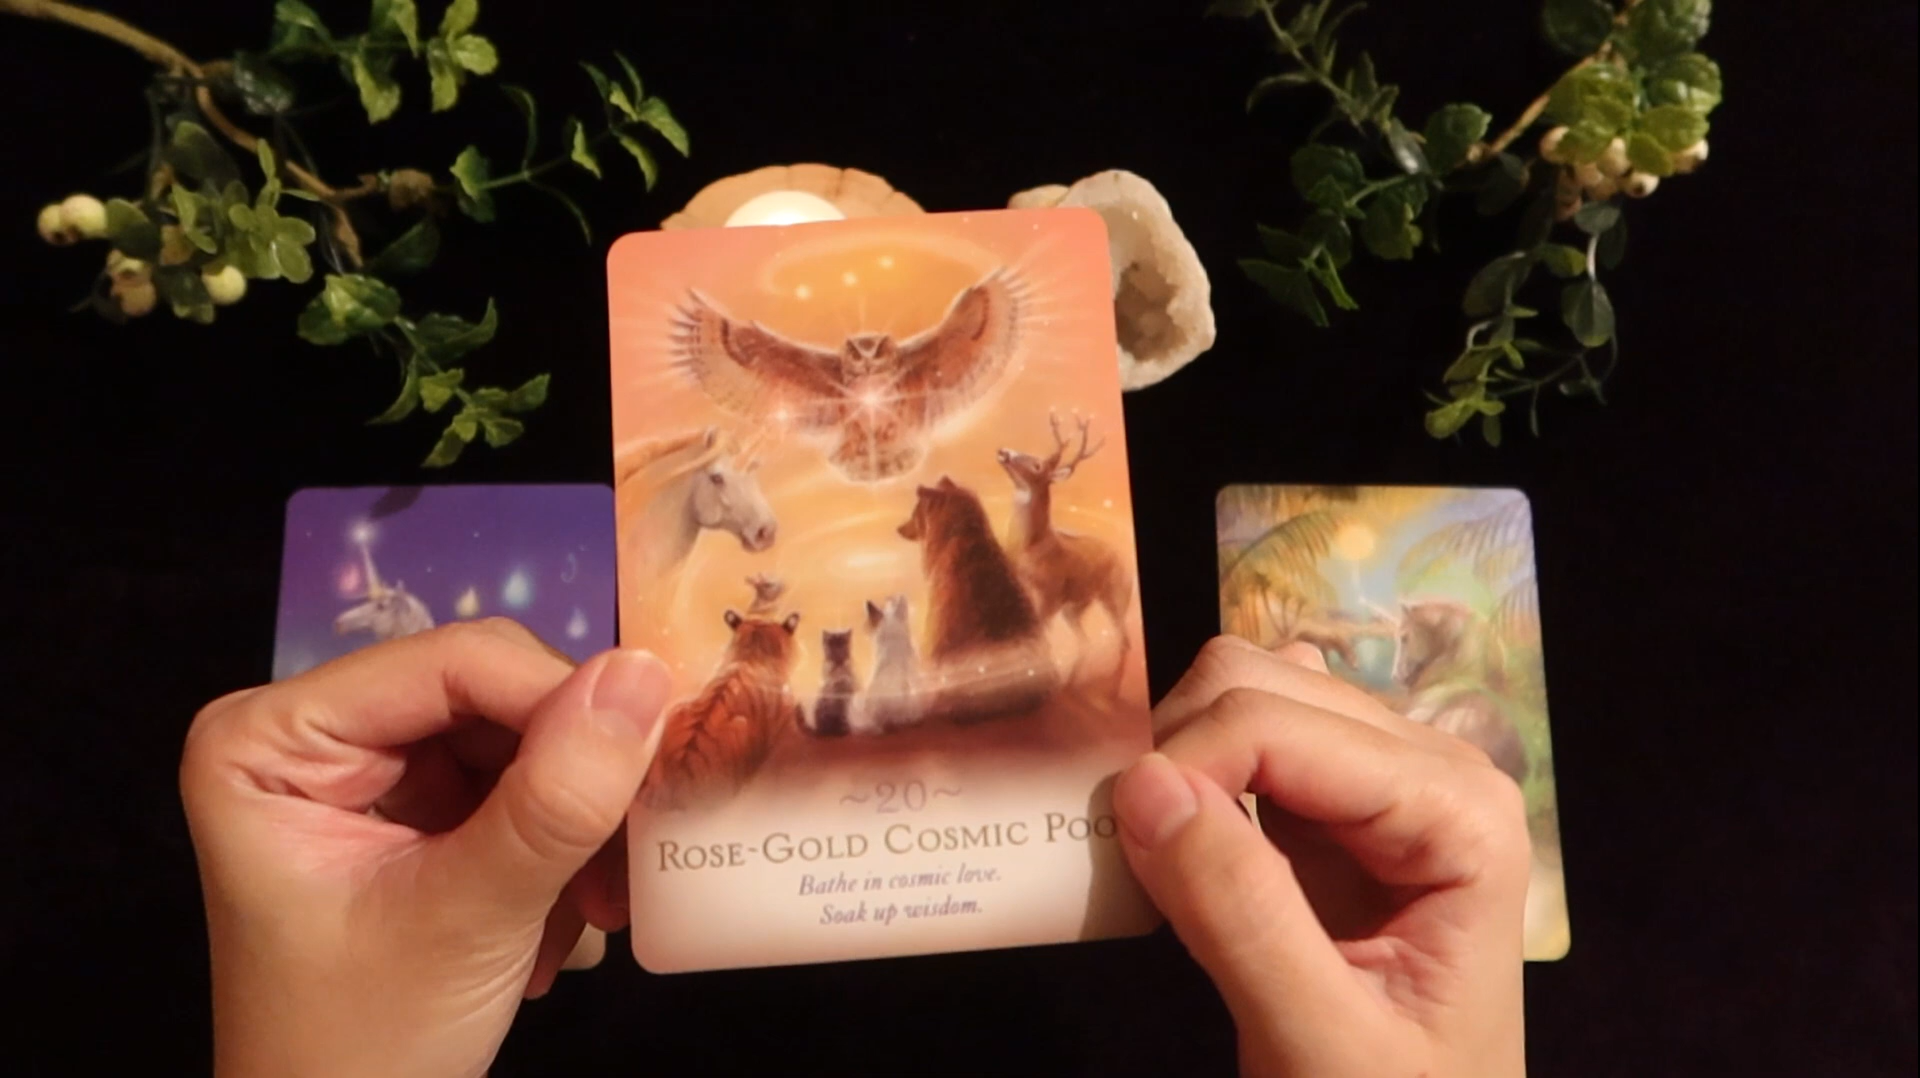 ~20~
ROSE-GOLD COSMIC POO
Bathe in cosmic love.
Soak up wisdom.